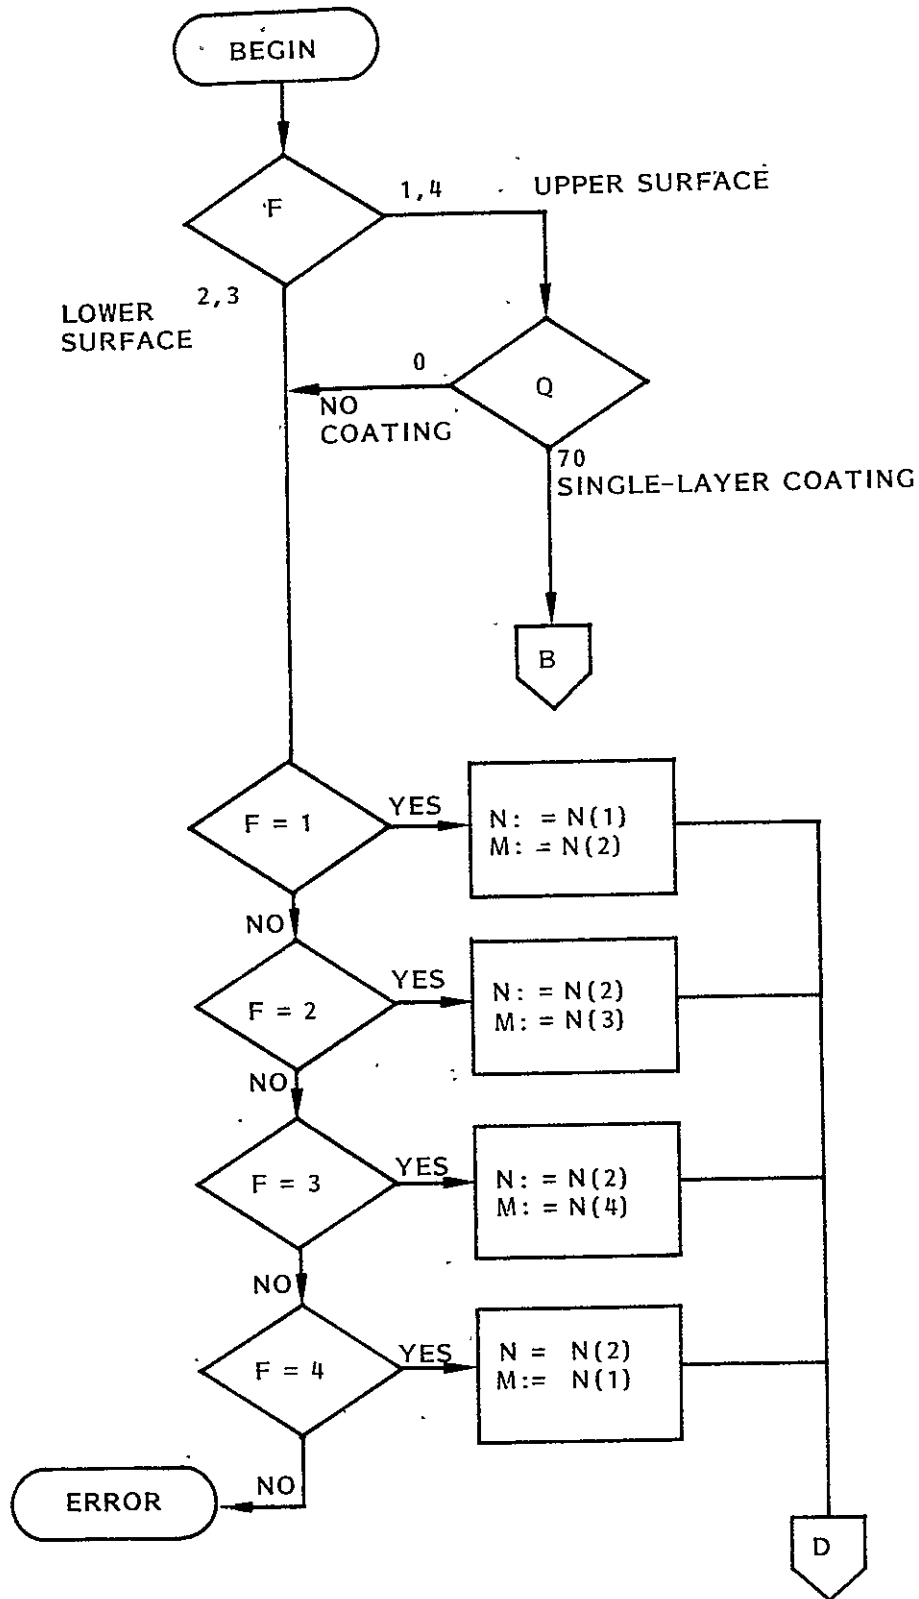 BEGIN
F
1,4
UPPER SURFACE
2,3
LOWER
SURFACE
0
NO
COATING
Q
70
SINGLE-LAYER COATING
B
F = 1
YES
N: = N(1)
M: = N(2)
NO
F = 2
YES
N: = N(2)
M: = N(3)
NO
F = 3
YES
N: = N(2)
M: = N(4)
NO
F = 4
YES
N = N(2)
M:= N(1)
NO
ERROR
D